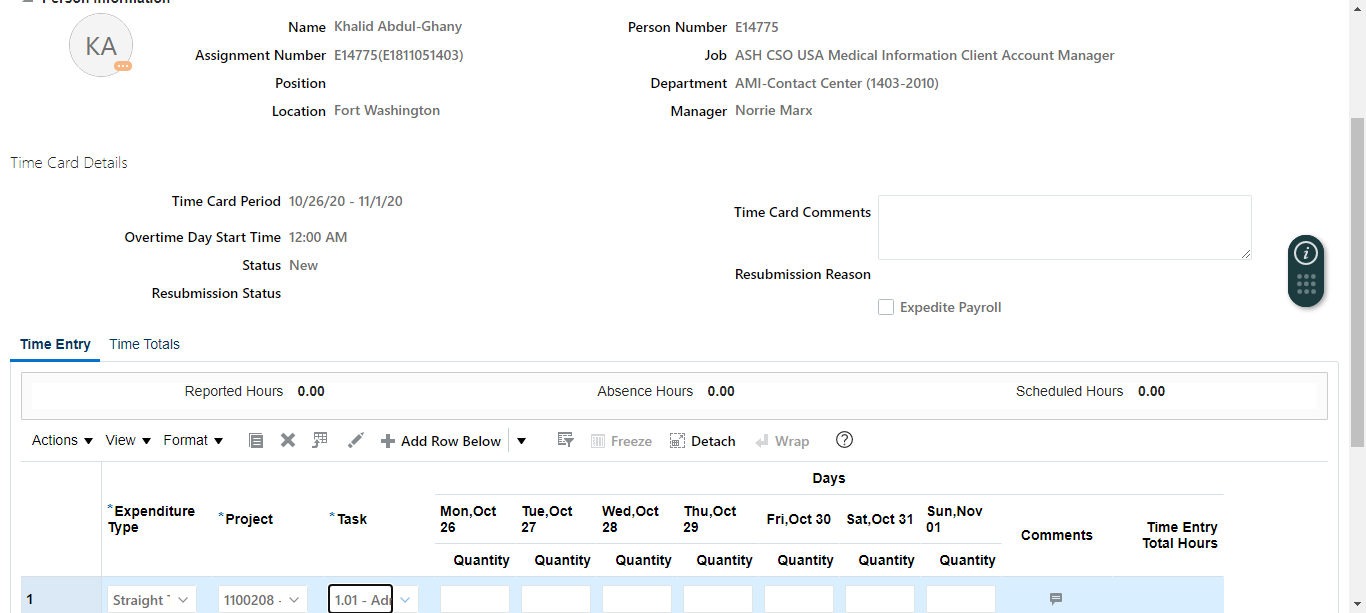 Person Information
KA
Name Khalid Abdul-Ghany
Person Number E14775
Assignment Number E14775(E1811051403)
Job ASH CSO USA Medical Information Client Account Manager
Position
Department AMI-Contact Center (1403-2010)
Location Fort Washington
Manager Norrie Marx
Time Card Details
Time Card Period 10/26/20 - 11/1/20
Time Card Comments
Overtime Day Start Time 12:00 AM
Status New
Resubmission Reason
Resubmission Status
Expedite Payroll
Time Entry Time Totals
Reported Hours 0.00 Absence Hours 0.00 Scheduled Hours 0.00
Actions View Format Add Row Below Freeze Detach Wrap
Days
*Expenditure Type *Project *Task
Mon,Oct 26 Tue,Oct 27 Wed,Oct 28 Thu,Oct 29 Fri,Oct 30 Sat,Oct 31 Sun,Nov 01
Comments Time Entry Total Hours
Quantity Quantity Quantity Quantity Quantity Quantity Quantity
1 Straight 1100208 - 1.01 - Adr